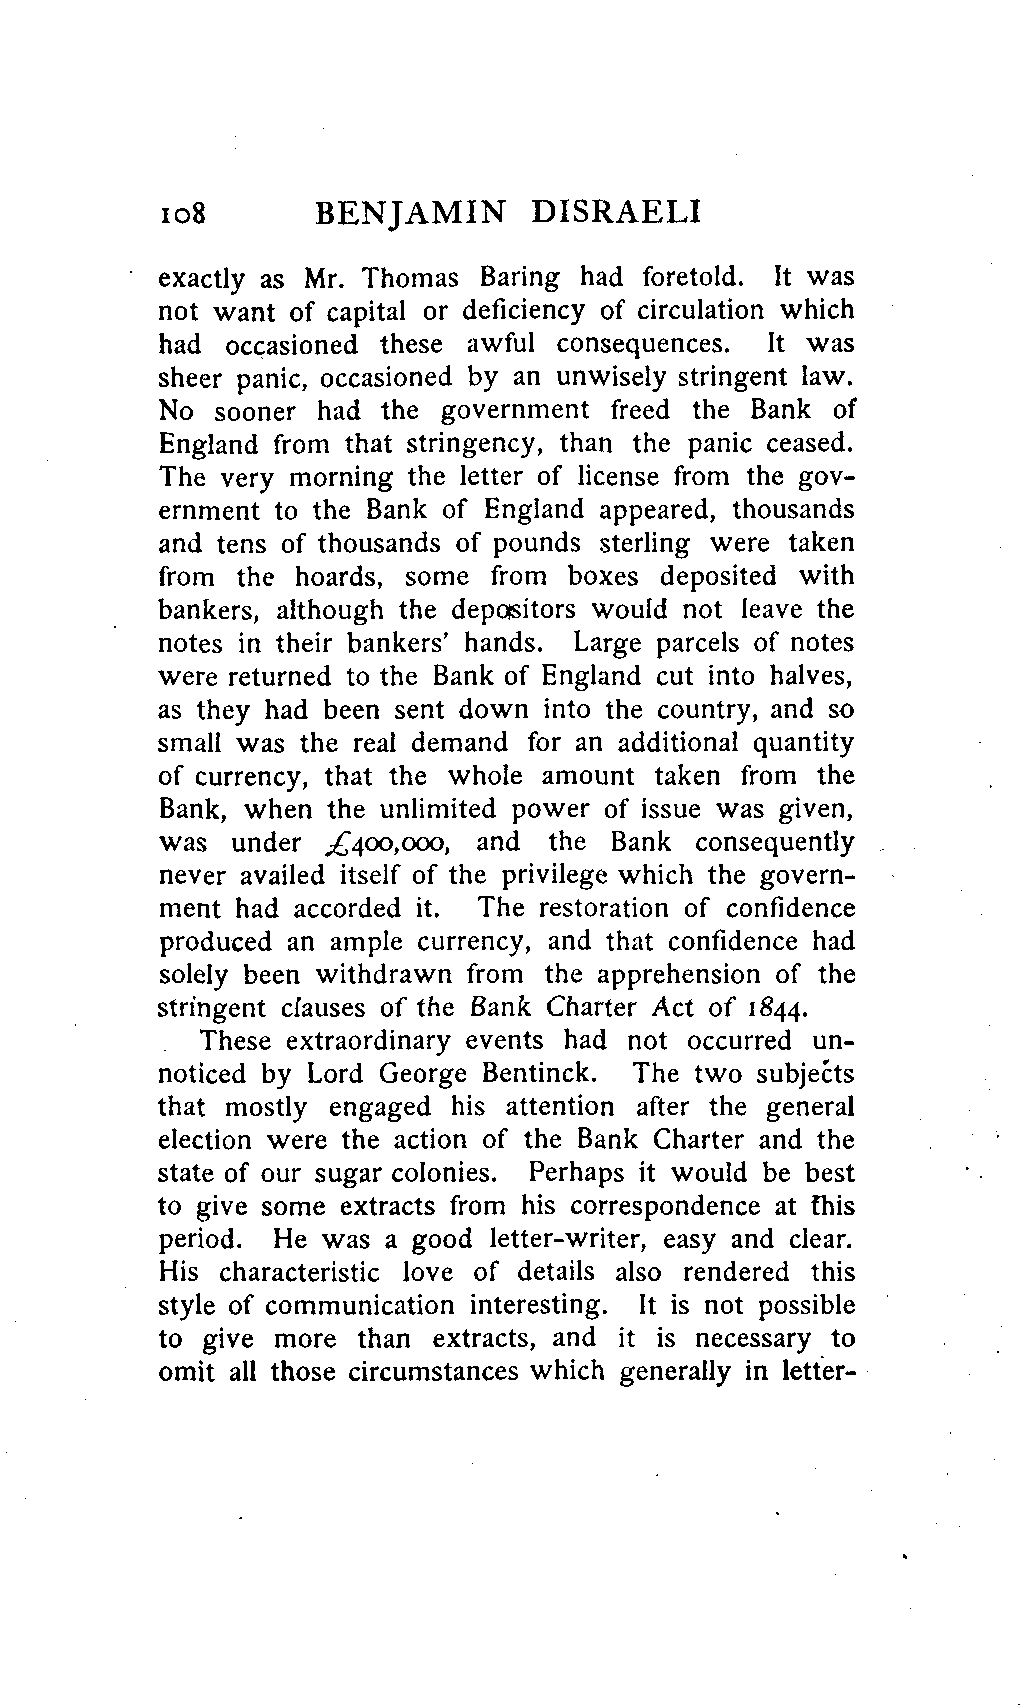 108 BENJAMIN DISRAELI
exactly as Mr. Thomas Baring had foretold. It was
not want of capital or deficiency of circulation which
had occasioned these awful consequences. It was
sheer panic, occasioned by an unwisely stringent law.
No sooner had the government freed the Bank of
England from that stringency, than the panic ceased.
The very morning the letter of license from the gov-
ernment to the Bank of England appeared, thousands
and tens of thousands of pounds sterling were taken
from the hoards, some from boxes deposited with
bankers, although the depositors would not leave the
notes in their bankers' hands. Large parcels of notes
were returned to the Bank of England cut into halves,
as they had been sent down into the country, and so
small was the real demand for an additional quantity
of currency, that the whole amount taken from the
Bank, when the unlimited power of issue was given,
was under £400,000, and the Bank consequently
never availed itself of the privilege which the govern-
ment had accorded it. The restoration of confidence
produced an ample currency, and that confidence had
solely been withdrawn from the apprehension of the
stringent clauses of the Bank Charter Act of 1844.
These extraordinary events had not occurred un-
noticed by Lord George Bentinck. The two subjects
that mostly engaged his attention after the general
election were the action of the Bank Charter and the
state of our sugar colonies. Perhaps it would be best
to give some extracts from his correspondence at this
period. He was a good letter-writer, easy and clear.
His characteristic love of details also rendered this
style of communication interesting. It is not possible
to give more than extracts, and it is necessary to
omit all those circumstances which generally in letter-